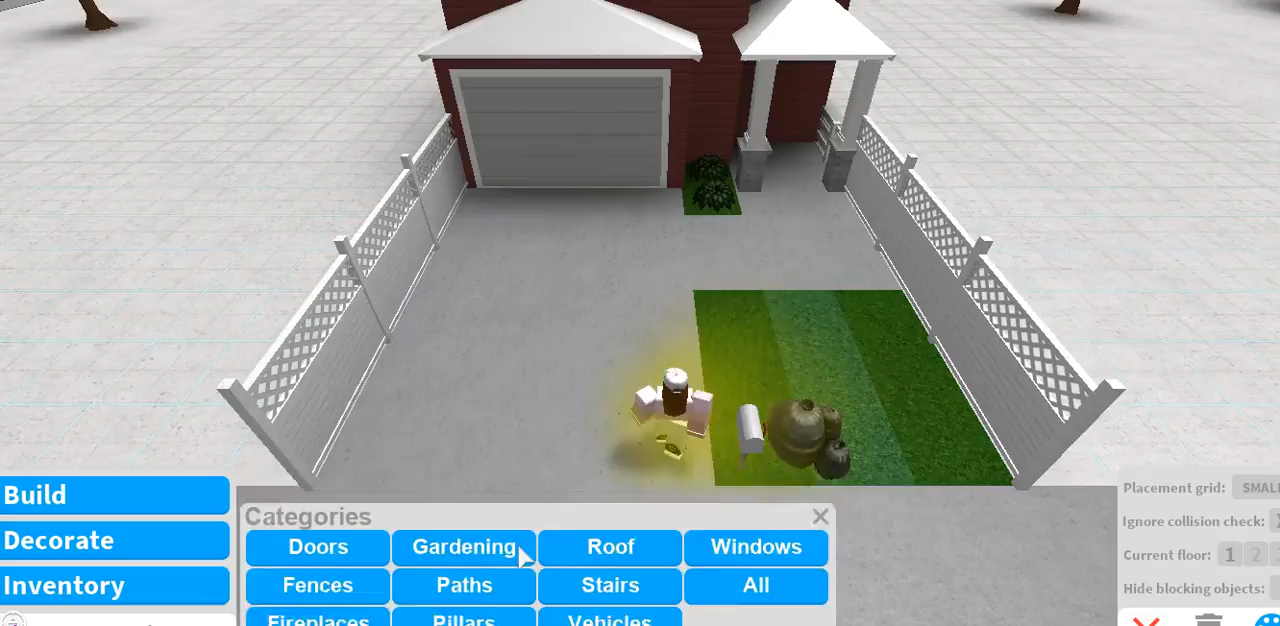 Build
Decorate
Inventory
Categories
Doors Gardening Roof Windows
Fences Paths Stairs All
Fireplaces Pillars Vehicles
Placement grid:
Ignore collision check:
Current floor: 1 2
Hide blocking objects: